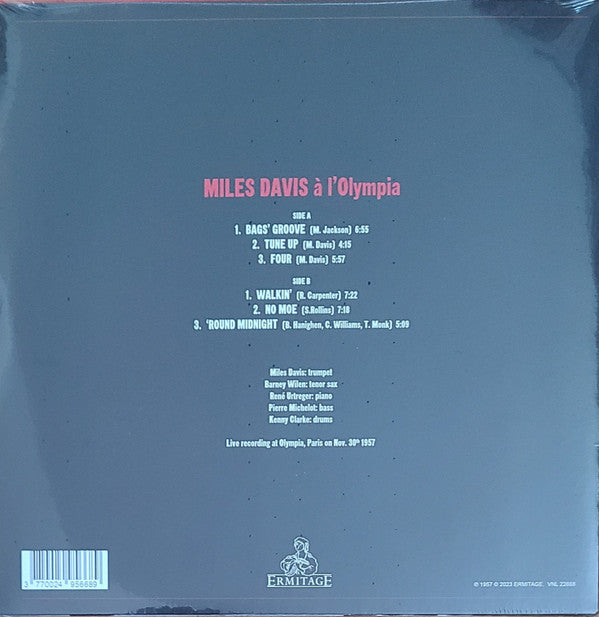 MILES DAVIS à l'Olympia
SIDE A
1. BAGS' GROOVE (M. Jackson) 6:55
2. TUNE UP (M. Davis) 4:15
3. FOUR (M. Davis) 5:57
SIDE B
1. WALKIN' (R. Carpenter) 7:22
2. NO MOE (S.Rollins) 7:18
3. 'ROUND MIDNIGHT (B. Hanighen, C. Williams, T. Monk) 5:09
Miles Davis: trumpet
Barney Wilen: tenor sax
René Urtreger: piano
Pierre Michelot: bass
Kenny Clarke: drums
Live recording at Olympia, Paris on Nov. 30th 1957
3 770024 956689
ERMITAGE
℗ 1957 © 2023 ERMITAGE. VNL 22668